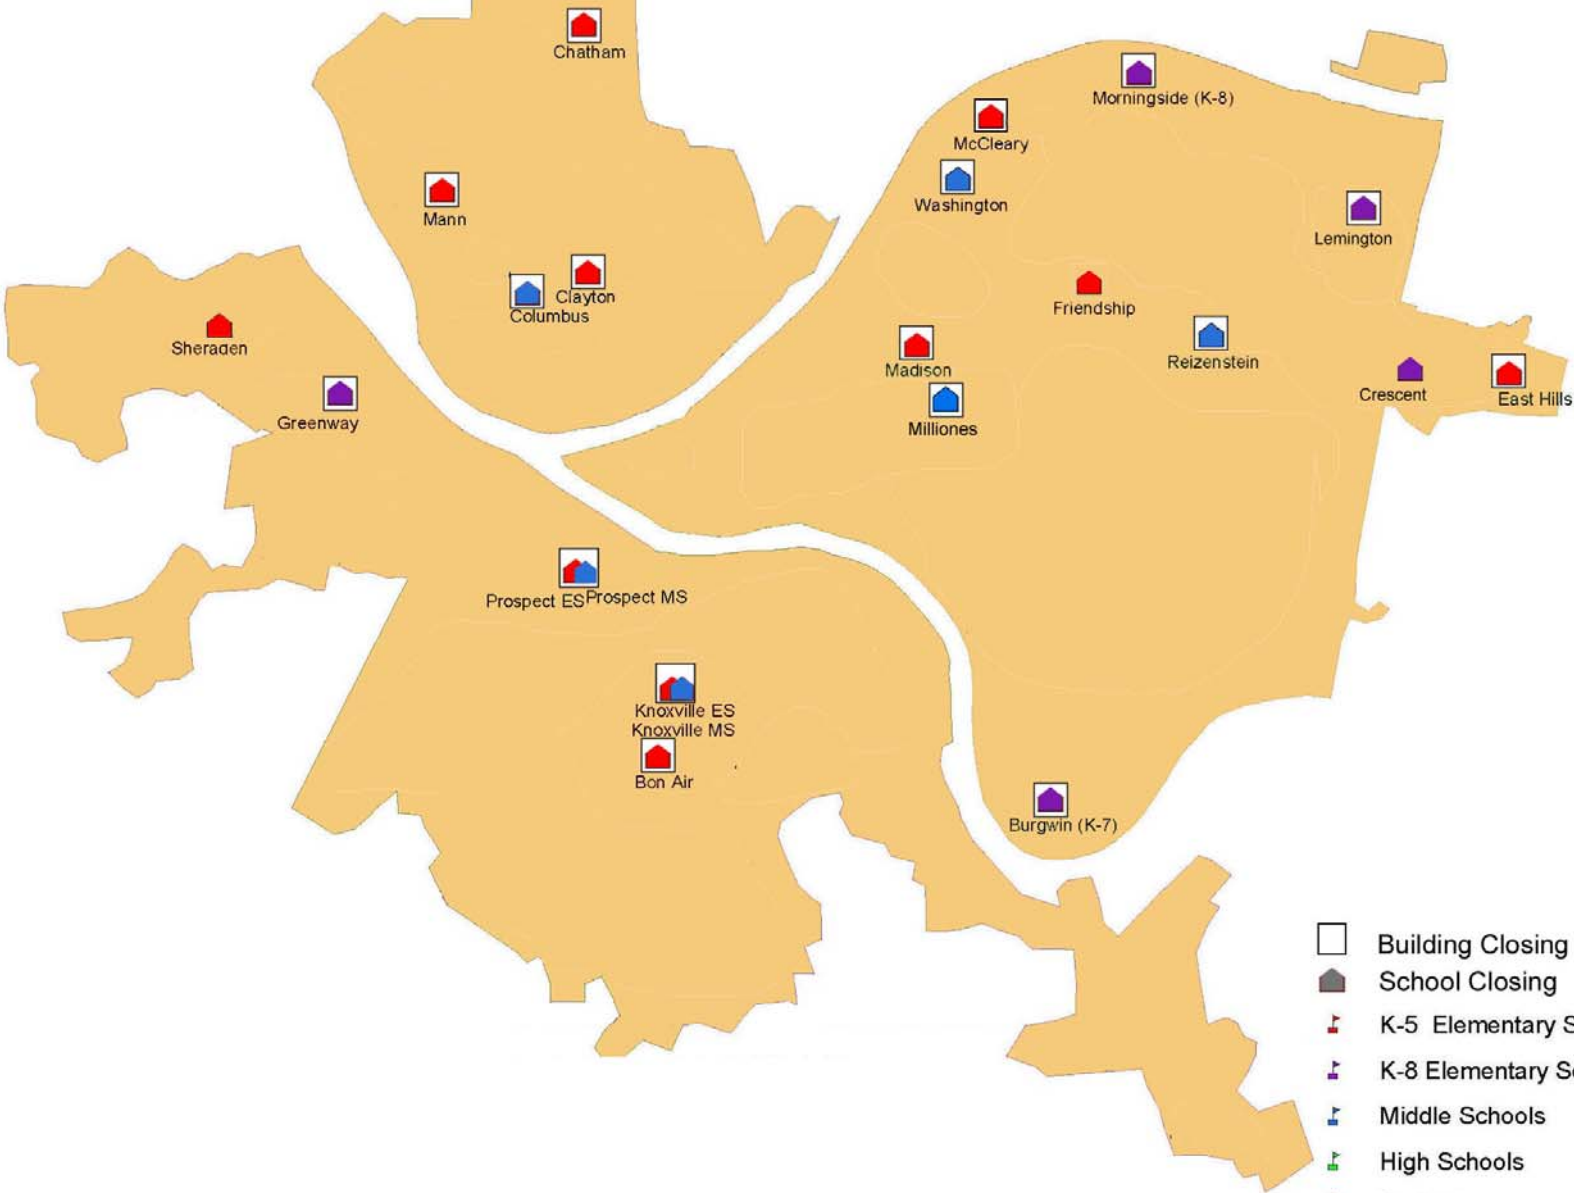 Chatham
Morningside (K-8)
McCleary
Mann
Washington
Lemington
Clayton
Columbus
Friendship
Sheraden
Madison
Reizenstein
Crescent
East Hills
Greenway
Milliones
Prospect ES
Prospect MS
Knoxville ES
Knoxville MS
Bon Air
Burgwin (K-7)
Building Closing
School Closing
K-5 Elementary S
K-8 Elementary Sc
Middle Schools
High Schools